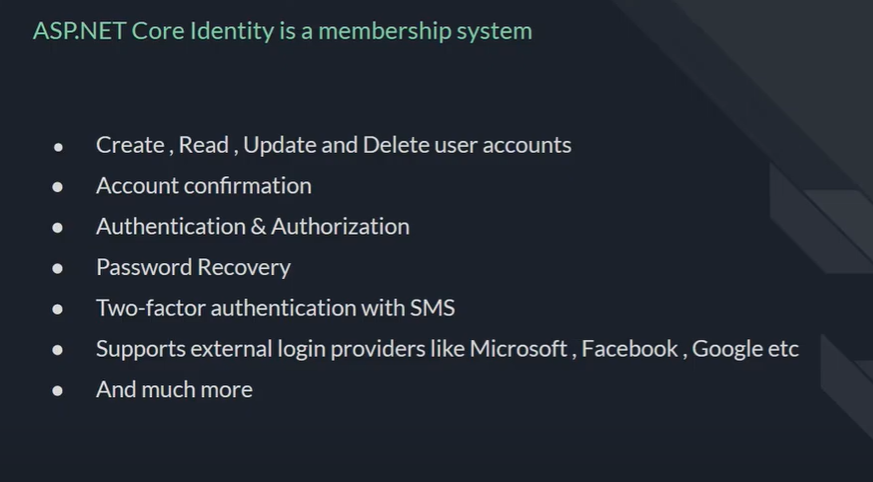 ASP.NET Core Identity is a membership system
● Create , Read , Update and Delete user accounts
● Account confirmation
● Authentication & Authorization
● Password Recovery
● Two-factor authentication with SMS
● Supports external login providers like Microsoft , Facebook , Google etc
● And much more